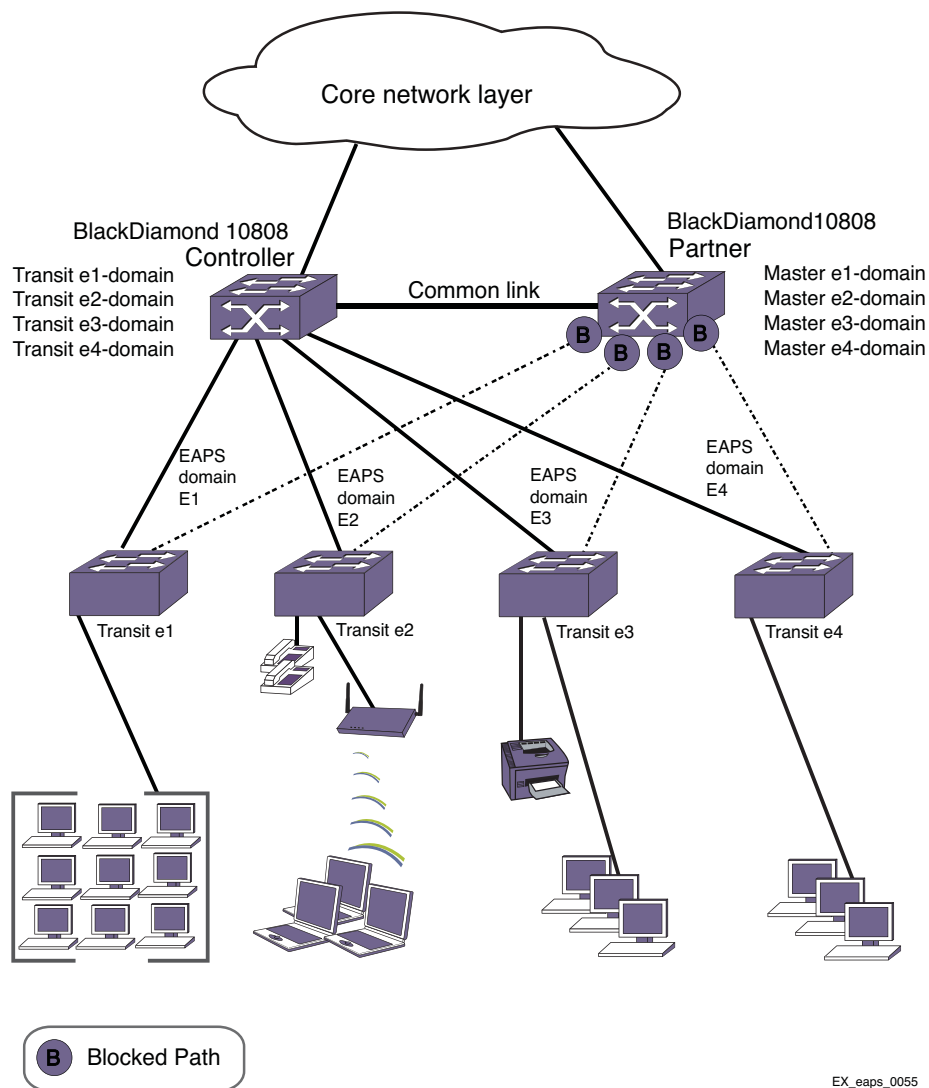 Core network layer
BlackDiamond 10808
Controller
BlackDiamond10808
Partner
Transit e1-domain
Transit e2-domain
Transit e3-domain
Transit e4-domain
Common link
Master e1-domain
Master e2-domain
Master e3-domain
Master e4-domain
B
B
B
B
EAPS
domain
E1
EAPS
domain
E2
EAPS
domain
E3
EAPS
domain
E4
Transit e1
Transit e2
Transit e3
Transit e4
B
Blocked Path
EX_eaps_0055